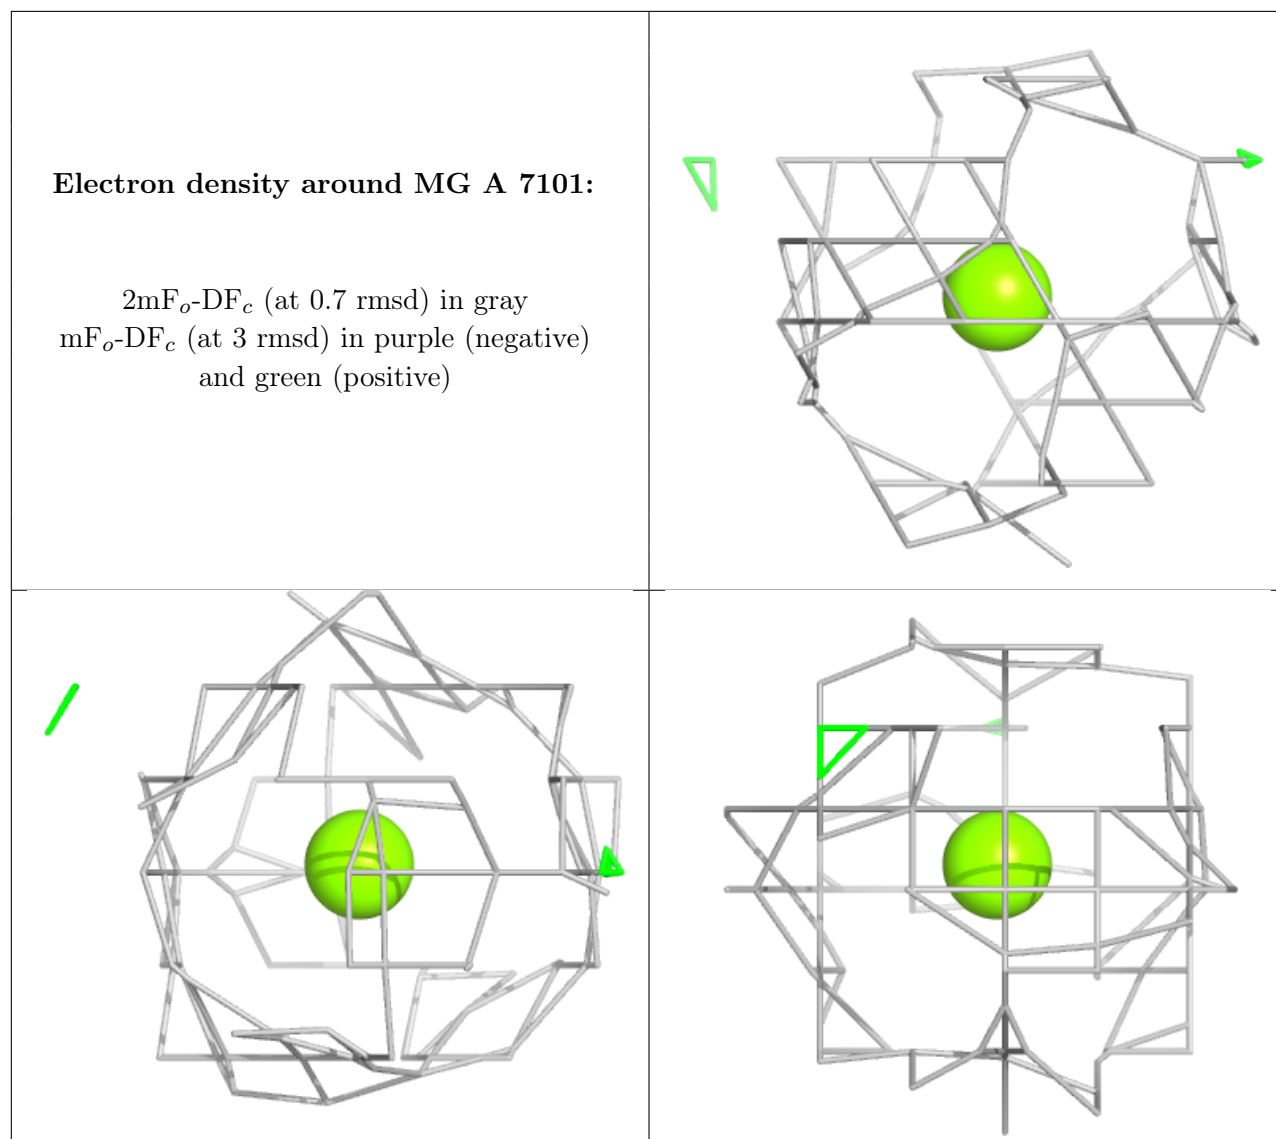 Electron density around MG A 7101:
2mFo-DFc (at 0.7 rmsd) in gray
mFo-DFc (at 3 rmsd) in purple (negative)
and green (positive)